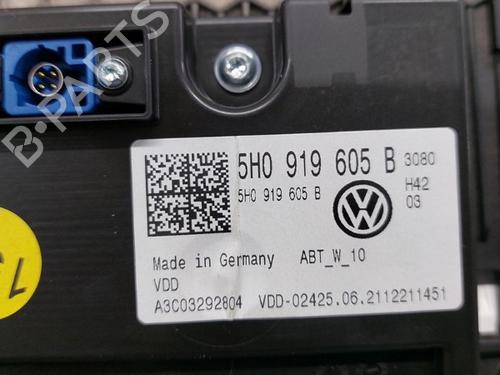 B-PARTS
5H0 919 605 B 3080
5H0 919 605 B
H42
03
Made in Germany ABT_W_10
VDD
A3C03292804 VDD-02425.06.2112211451